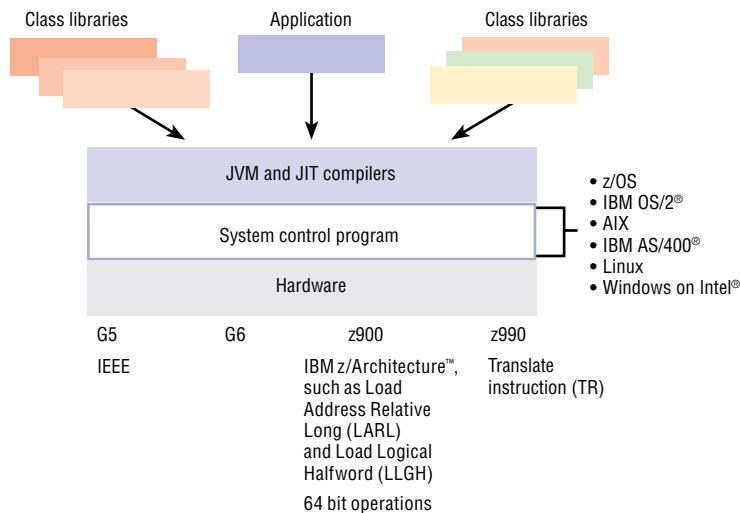 Class libraries
Application
Class libraries
JVM and JIT compilers
System control program
Hardware
• z/OS
• IBM OS/2®
• AIX
• IBM AS/400®
• Linux
• Windows on Intel®
G5
G6
z900
z990
IEEE
IBM z/Architecture™,
such as Load
Address Relative
Long (LARL)
and Load Logical
Halfword (LLGH)
64 bit operations
Translate
instruction (TR)